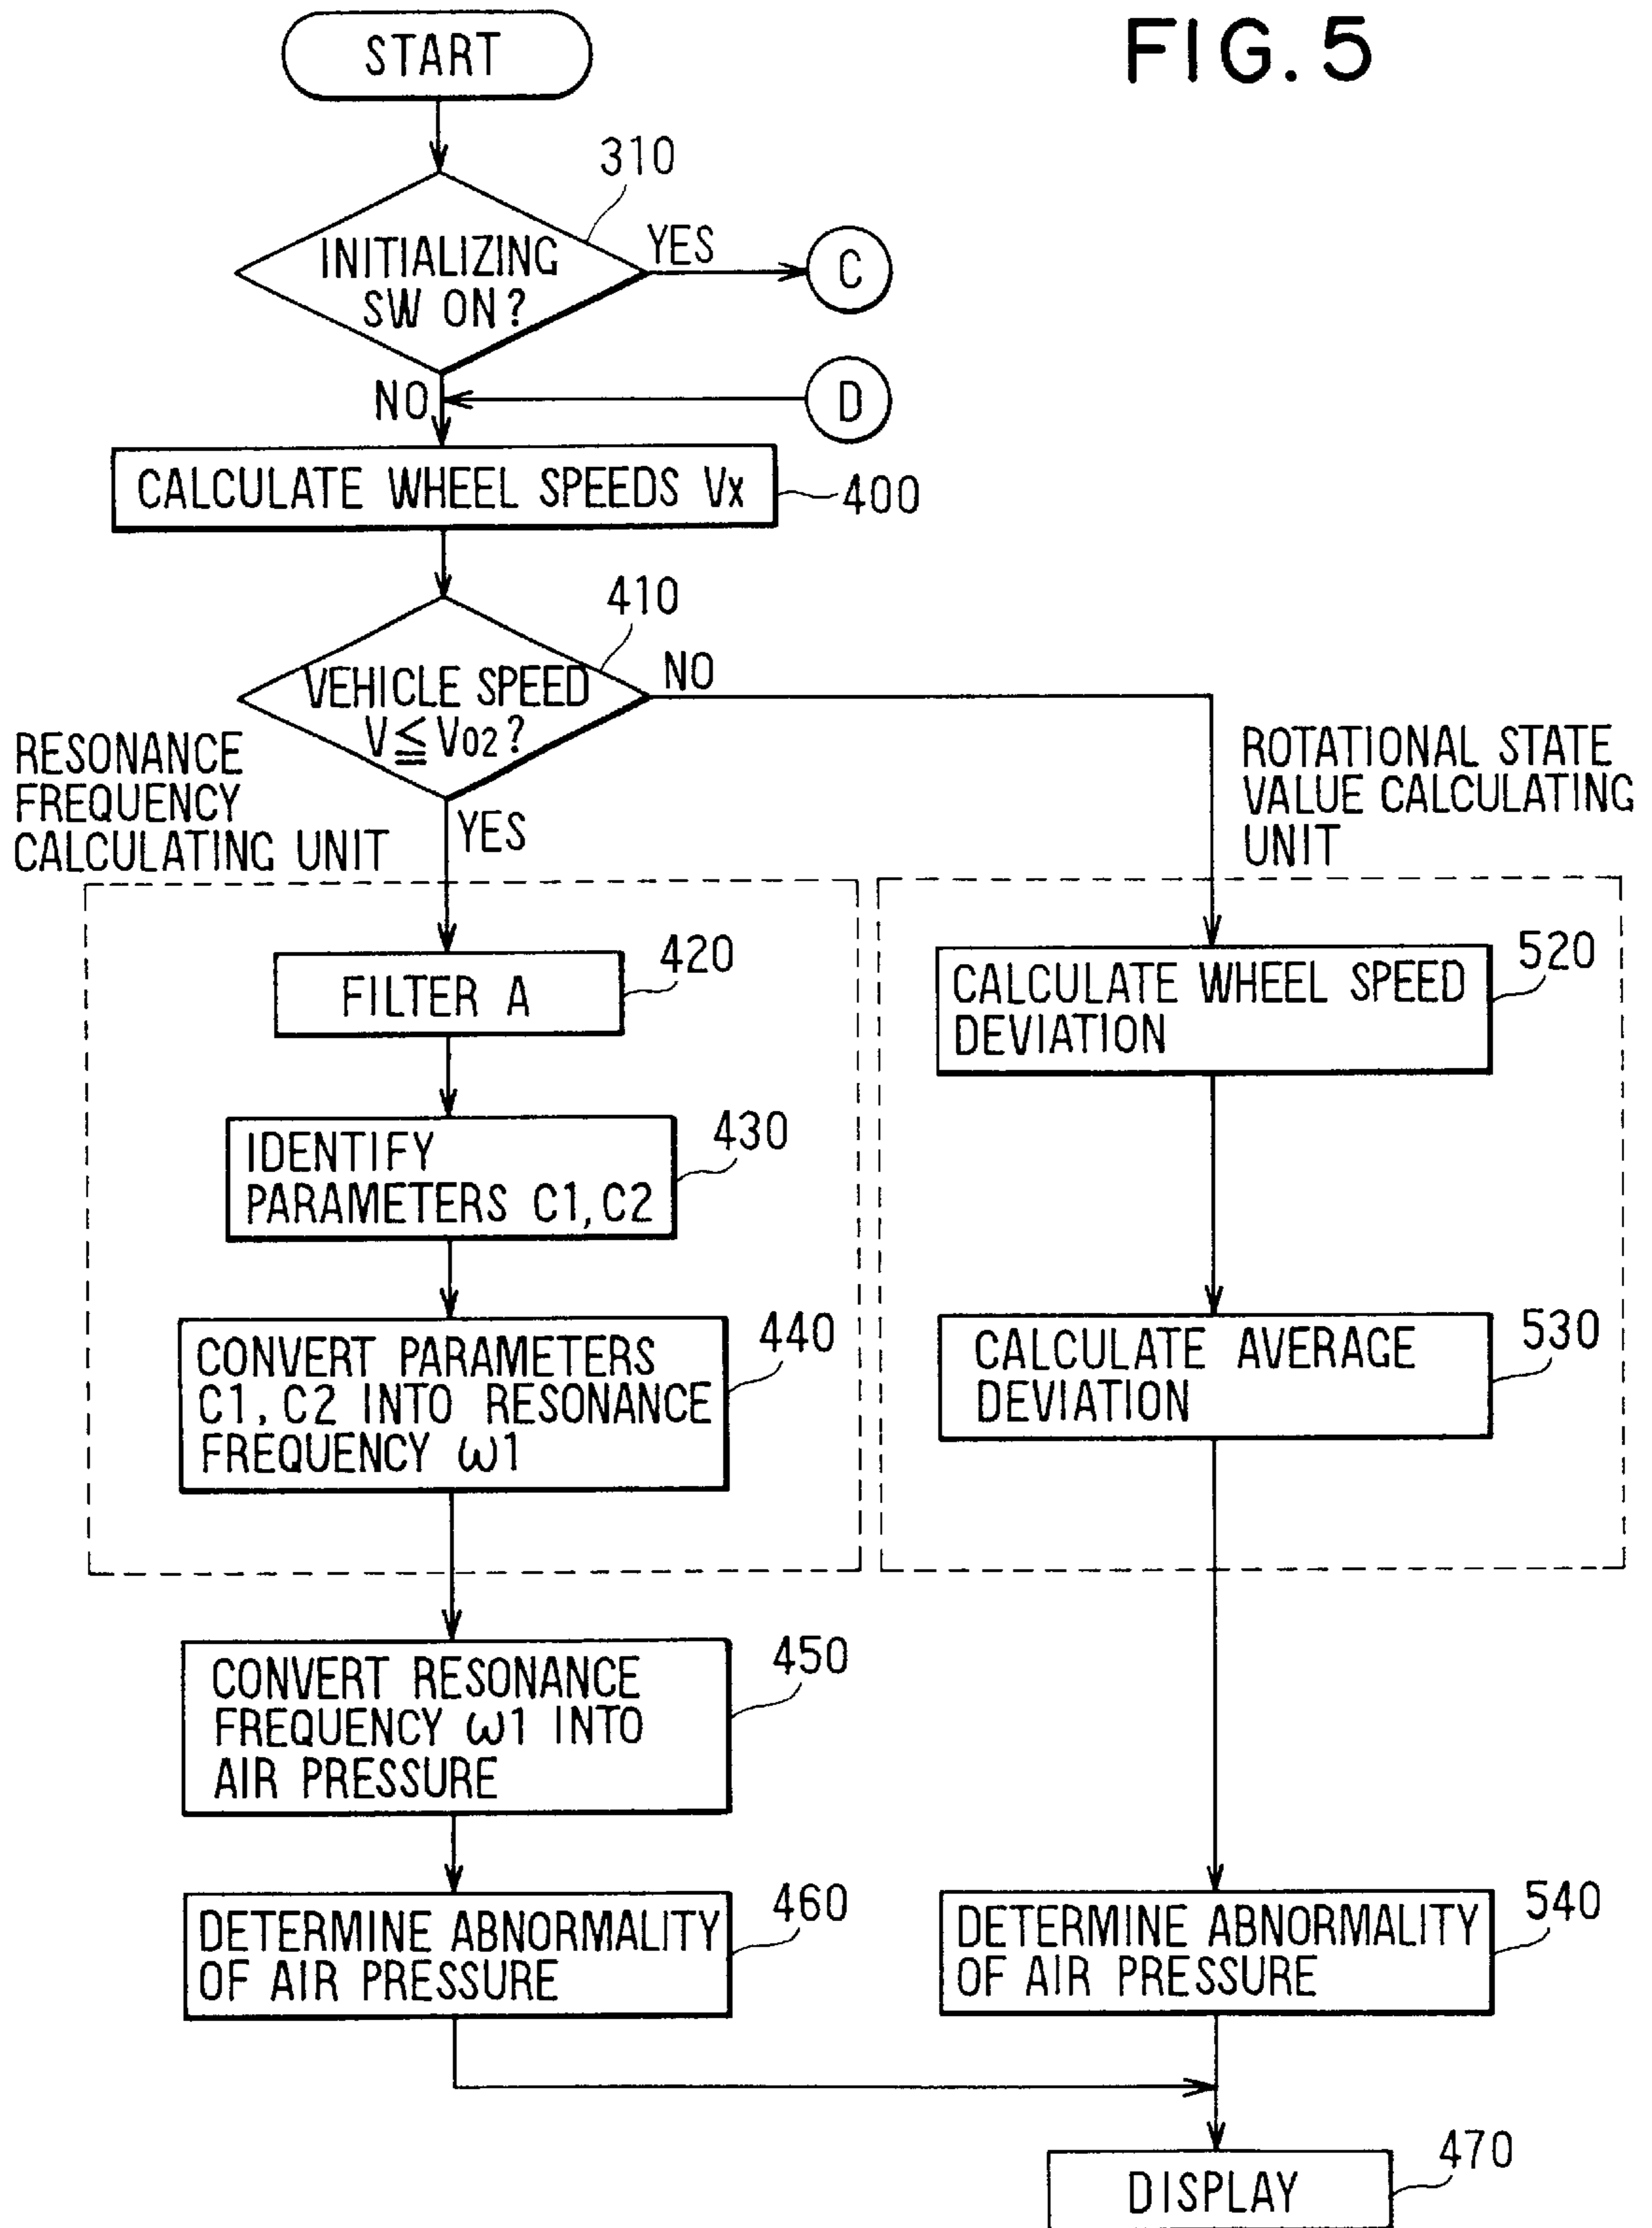 FIG. 5
START
310
INITIALIZING
SW ON?
YES
C
NO
D
CALCULATE WHEEL SPEEDS Vx
400
410
VEHICLE SPEED
V≦V02?
NO
YES
RESONANCE
FREQUENCY
CALCULATING UNIT
ROTATIONAL STATE
VALUE CALCULATING
UNIT
FILTER A
420
IDENTIFY
PARAMETERS C1, C2
430
CONVERT PARAMETERS
C1, C2 INTO RESONANCE
FREQUENCY ω1
440
CALCULATE WHEEL SPEED
DEVIATION
520
CALCULATE AVERAGE
DEVIATION
530
CONVERT RESONANCE
FREQUENCY ω1 INTO
AIR PRESSURE
450
DETERMINE ABNORMALITY
OF AIR PRESSURE
460
DETERMINE ABNORMALITY
OF AIR PRESSURE
540
DISPLAY
470